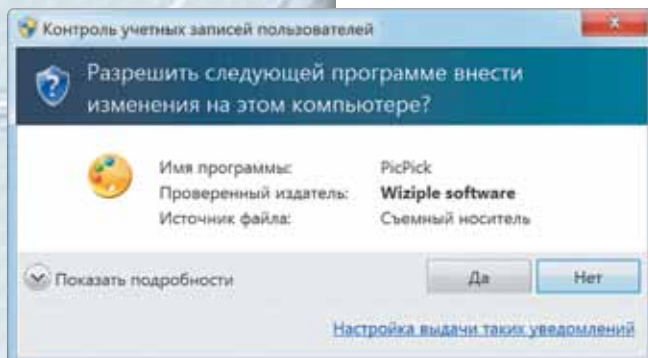 Контроль учетных записей пользователей
Разрешить следующей программе внести
изменения на этом компьютере?
Имя программы: PicPick
Проверенный издатель: Wiziple software
Источник файла: Съемный носитель
Показать подробности Да Нет
Настройка выдачи таких уведомлений